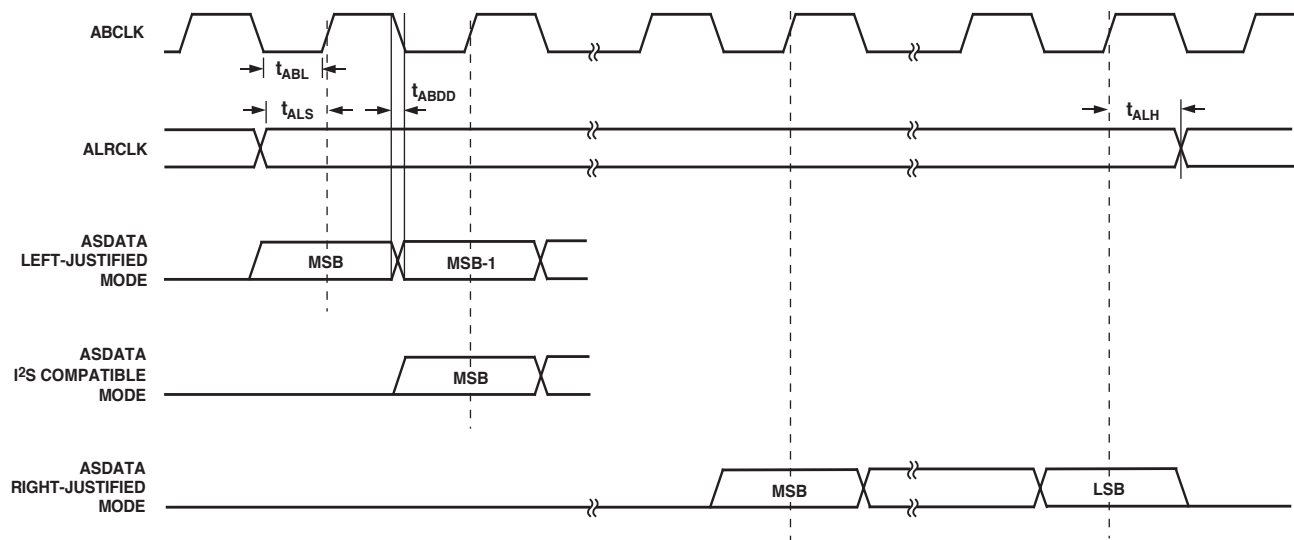 ABCLK
tABL
tABDD
tALS
tALH
ALRCLK
ASDATA
LEFT-JUSTIFIED
MODE
MSB
MSB-1
ASDATA
I²S COMPATIBLE
MODE
MSB
ASDATA
RIGHT-JUSTIFIED
MODE
MSB
LSB